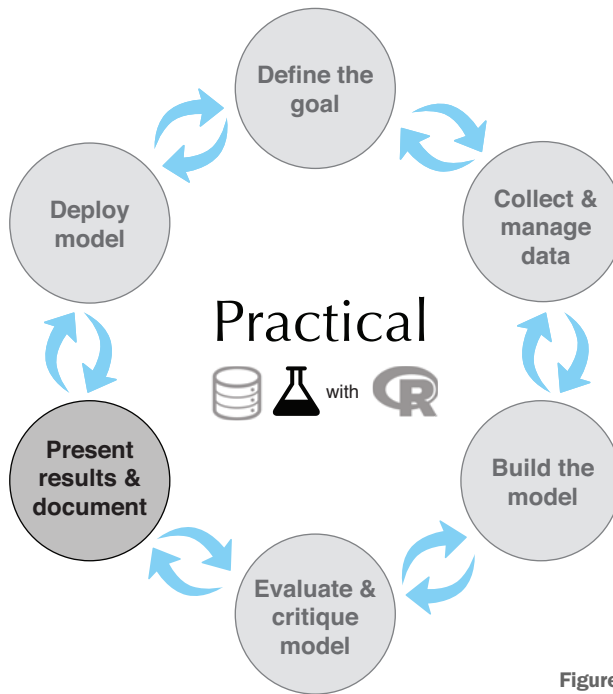 Define the
goal
Collect &
manage
data
Build the
model
Evaluate &
critique
model
Present
results &
document
Deploy
model
Practical
with R
Figure